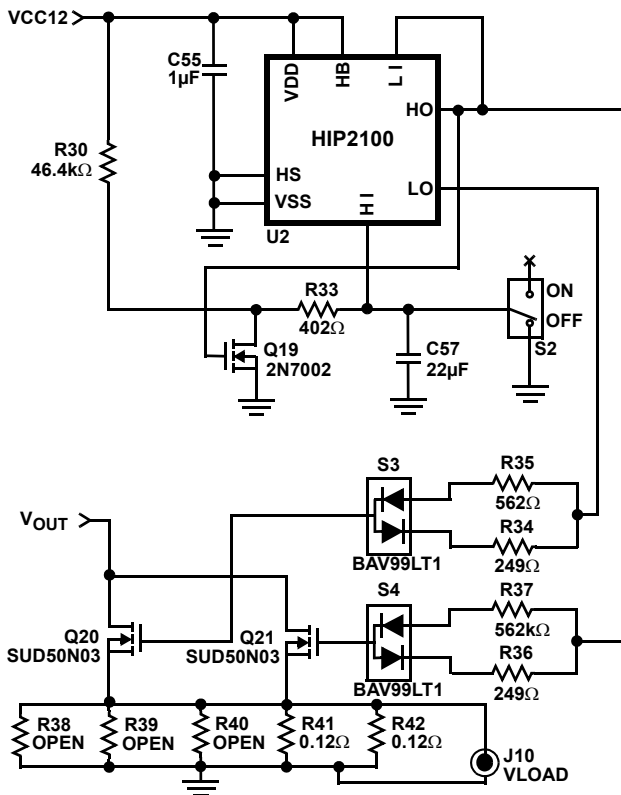 VCC12
C55
1µF
VDD
HB
LI
HO
HIP2100
R30
46.4kΩ
HS
LO
VSS
HI
U2
R33
402Ω
ON
OFF
S2
Q19
2N7002
C57
22µF
S3
R35
562Ω
VOUT
R34
249Ω
BAV99LT1
S4
R37
562kΩ
Q20
SUD50N03
Q21
SUD50N03
R36
249Ω
BAV99LT1
R38
OPEN
R39
OPEN
R40
OPEN
R41
0.12Ω
R42
0.12Ω
J10
VLOAD